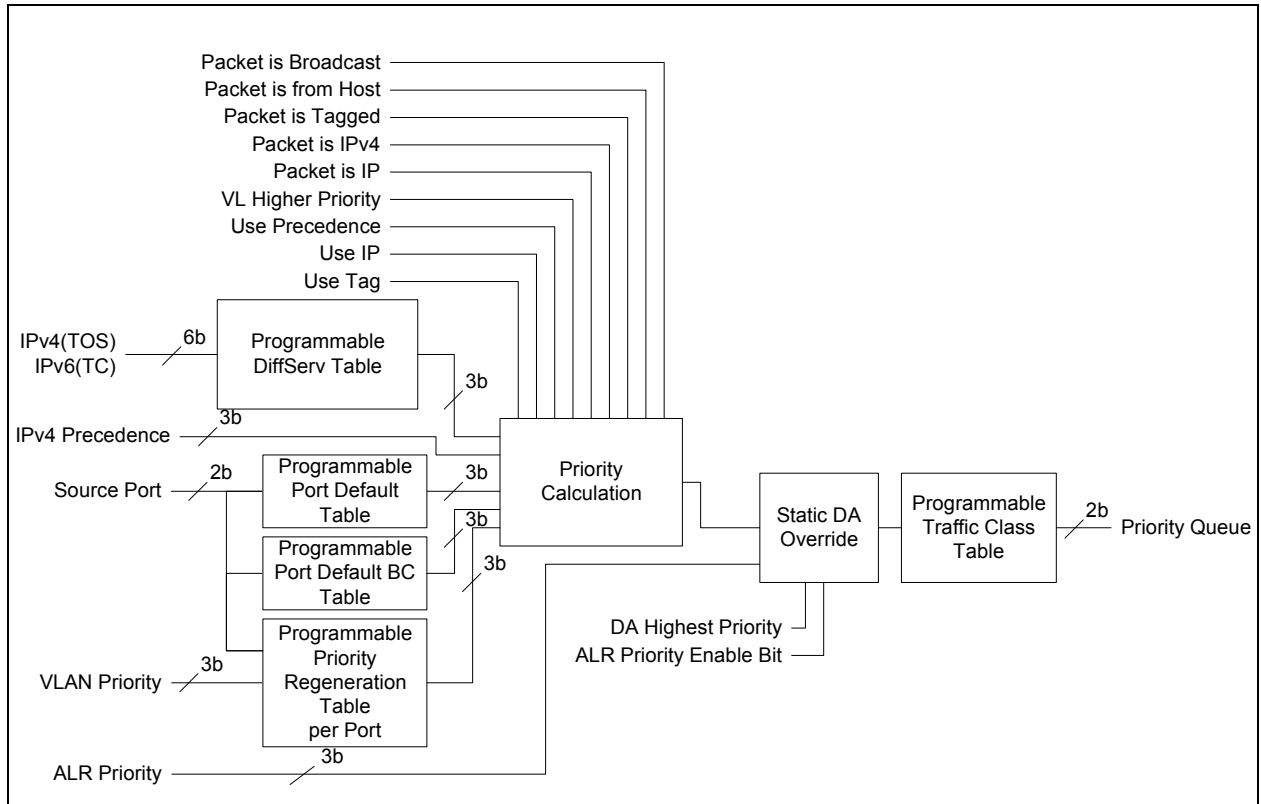 Packet is Broadcast
Packet is from Host
Packet is Tagged
Packet is IPv4
Packet is IP
VL Higher Priority
Use Precedence
Use IP
Use Tag
IPv4(TOS)
IPv6(TC)
6b
Programmable
DiffServ Table
3b
IPv4 Precedence
3b
Source Port
2b
Programmable
Port Default
Table
3b
Programmable
Port Default BC
Table
3b
VLAN Priority
3b
Programmable
Priority
Regeneration
Table
per Port
3b
ALR Priority
3b
Priority
Calculation
Static DA
Override
DA Highest Priority
ALR Priority Enable Bit
Programmable
Traffic Class
Table
2b
Priority Queue